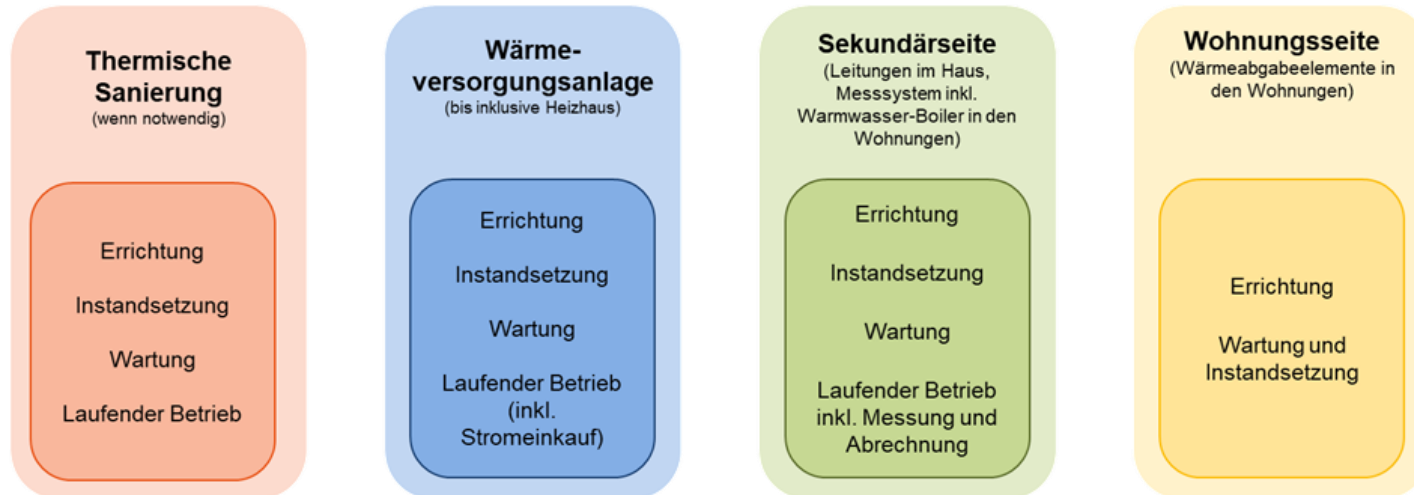 Thermische
Sanierung
(wenn notwendig)
Errichtung
Instandsetzung
Wartung
Laufender Betrieb
Wärme-
versorgungsanlage
(bis inklusive Heizhaus)
Errichtung
Instandsetzung
Wartung
Laufender Betrieb
(inkl.
Stromeinkauf)
Sekundärseite
(Leitungen im Haus,
Messsystem inkl.
Warmwasser-Boiler in den
Wohnungen)
Errichtung
Instandsetzung
Wartung
Laufender Betrieb
inkl. Messung und
Abrechnung
Wohnungsseite
(Wärmeabgabeelemente in
den Wohnungen)
Errichtung
Wartung und
Instandsetzung